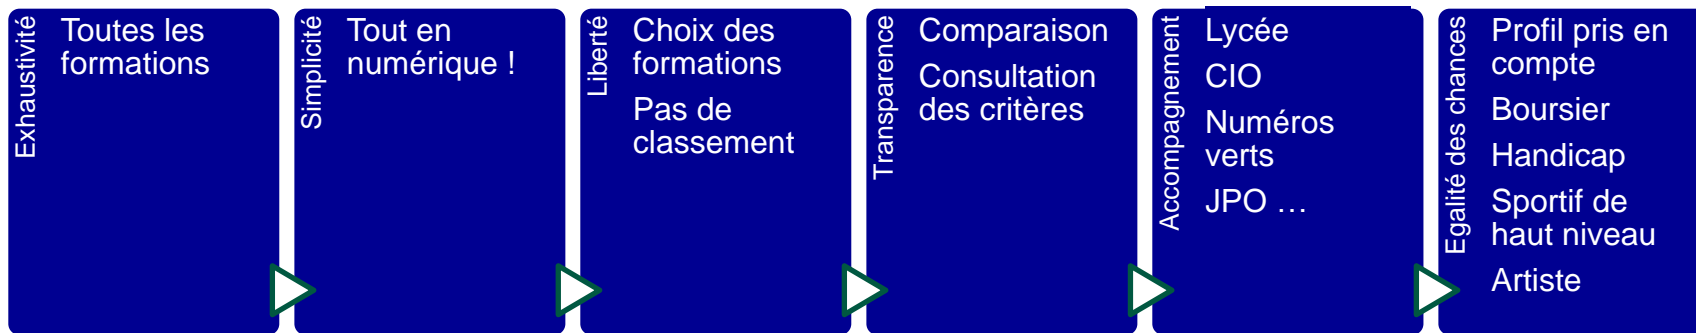 Exhaustivité
Toutes les
formations
Simplicité
Tout en
numérique !
Liberté
Choix des
formations
Pas de
classement
Transparence
Comparaison
Consultation
des critères
Accompagnement
Lycée
CIO
Numéros
verts
JPO …
Egalité des chances
Profil pris en
compte
Boursier
Handicap
Sportif de
haut niveau
Artiste